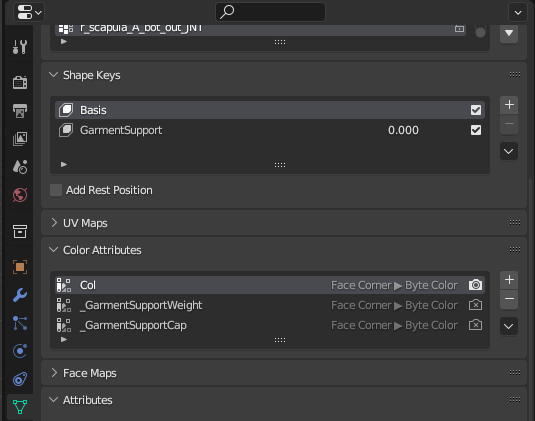 r_scapula_A_bot_out_JNT
Shape Keys
Basis
GarmentSupport 0.000
Add Rest Position
UV Maps
Color Attributes
Col Face Corner ▶ Byte Color
_GarmentSupportWeight Face Corner ▶ Byte Color
_GarmentSupportCap Face Corner ▶ Byte Color
Face Maps
Attributes